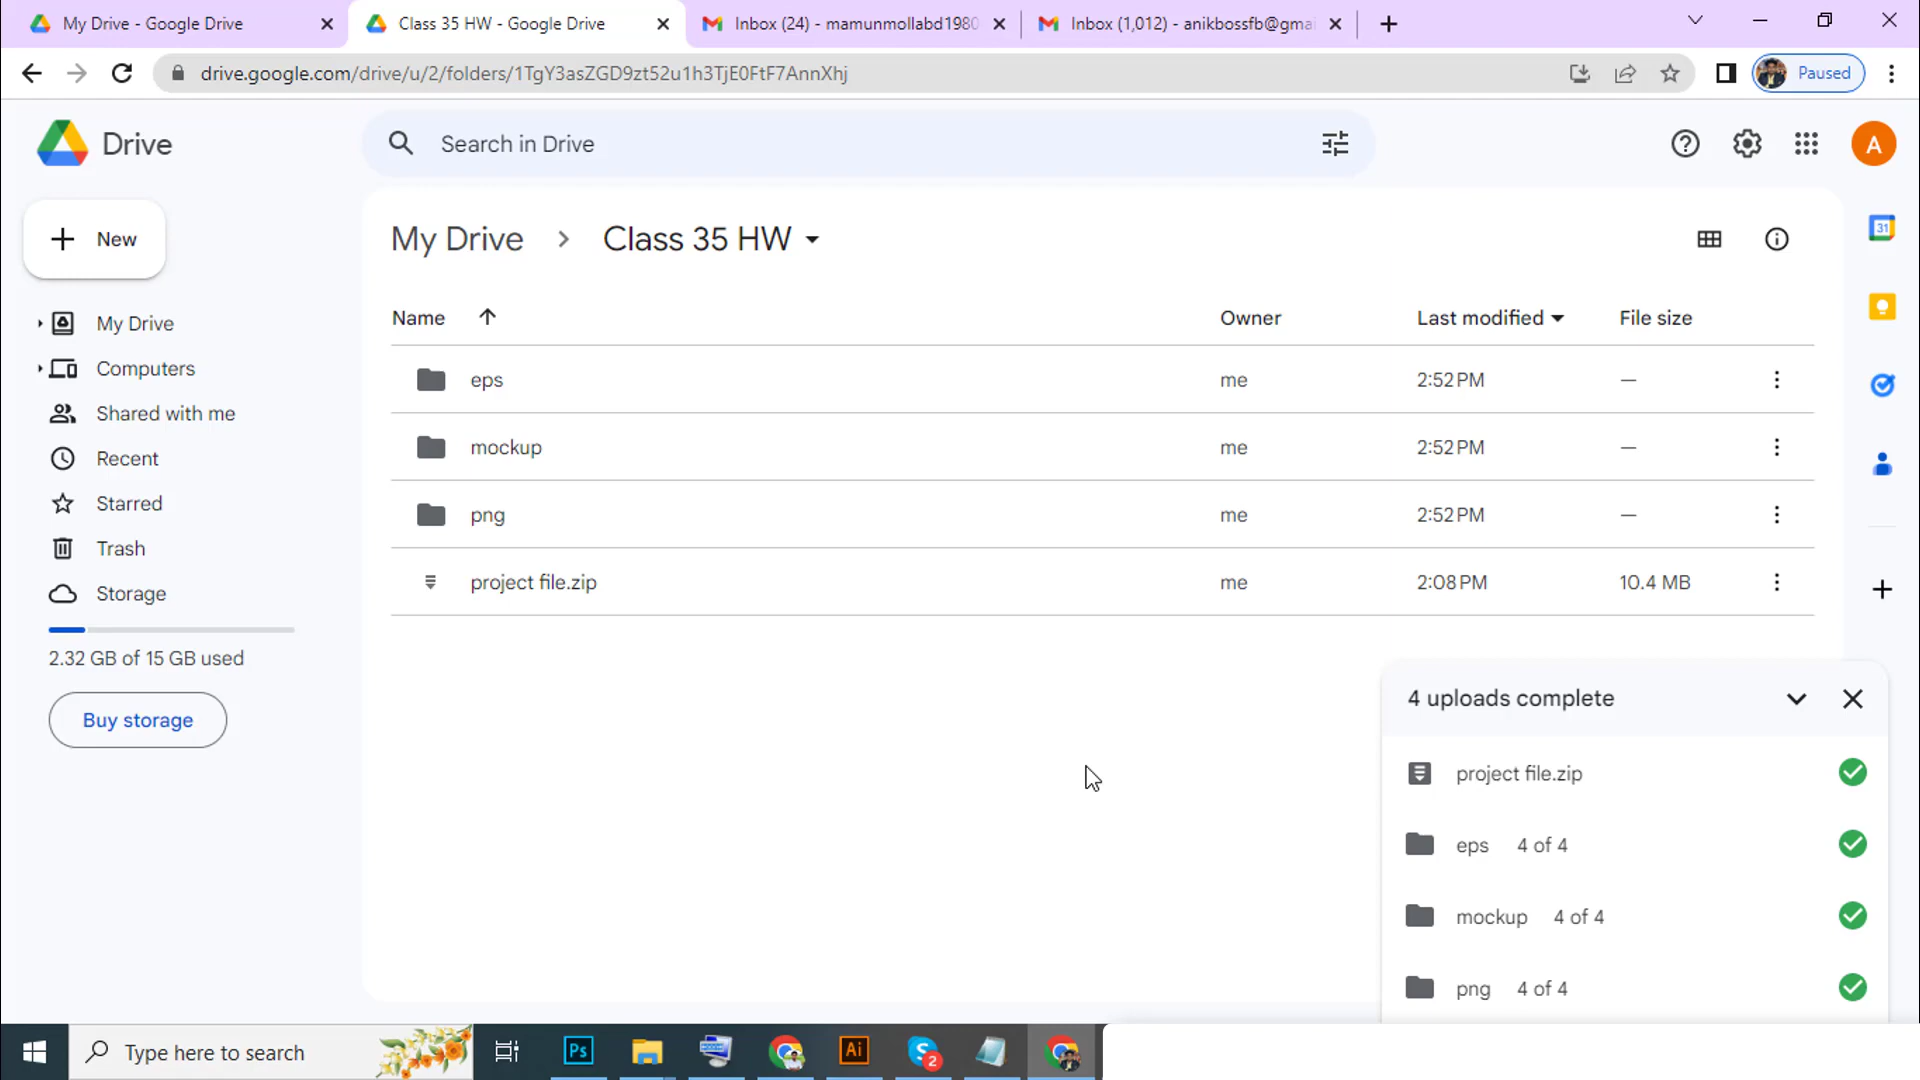 My Drive - Google Drive
Class 35 HW - Google Drive
Inbox (24) - mamunmollabd1980
Inbox (1,012) - anikbossfb@gmai
drive.google.com/drive/u/2/folders/1TgY3asZGD9zt52u1h3TjE0FtF7AnnXhj
Paused
Drive
Search in Drive
A
New
My Drive
Computers
Shared with me
Recent
Starred
Trash
Storage
2.32 GB of 15 GB used
Buy storage
My Drive Class 35 HW
Name Owner Last modified File size
eps me 2:52 PM —
mockup me 2:52 PM —
png me 2:52 PM —
project file.zip me 2:08 PM 10.4 MB
31
4 uploads complete
project file.zip
eps 4 of 4
mockup 4 of 4
png 4 of 4
Type here to search
Ps
Ai
2